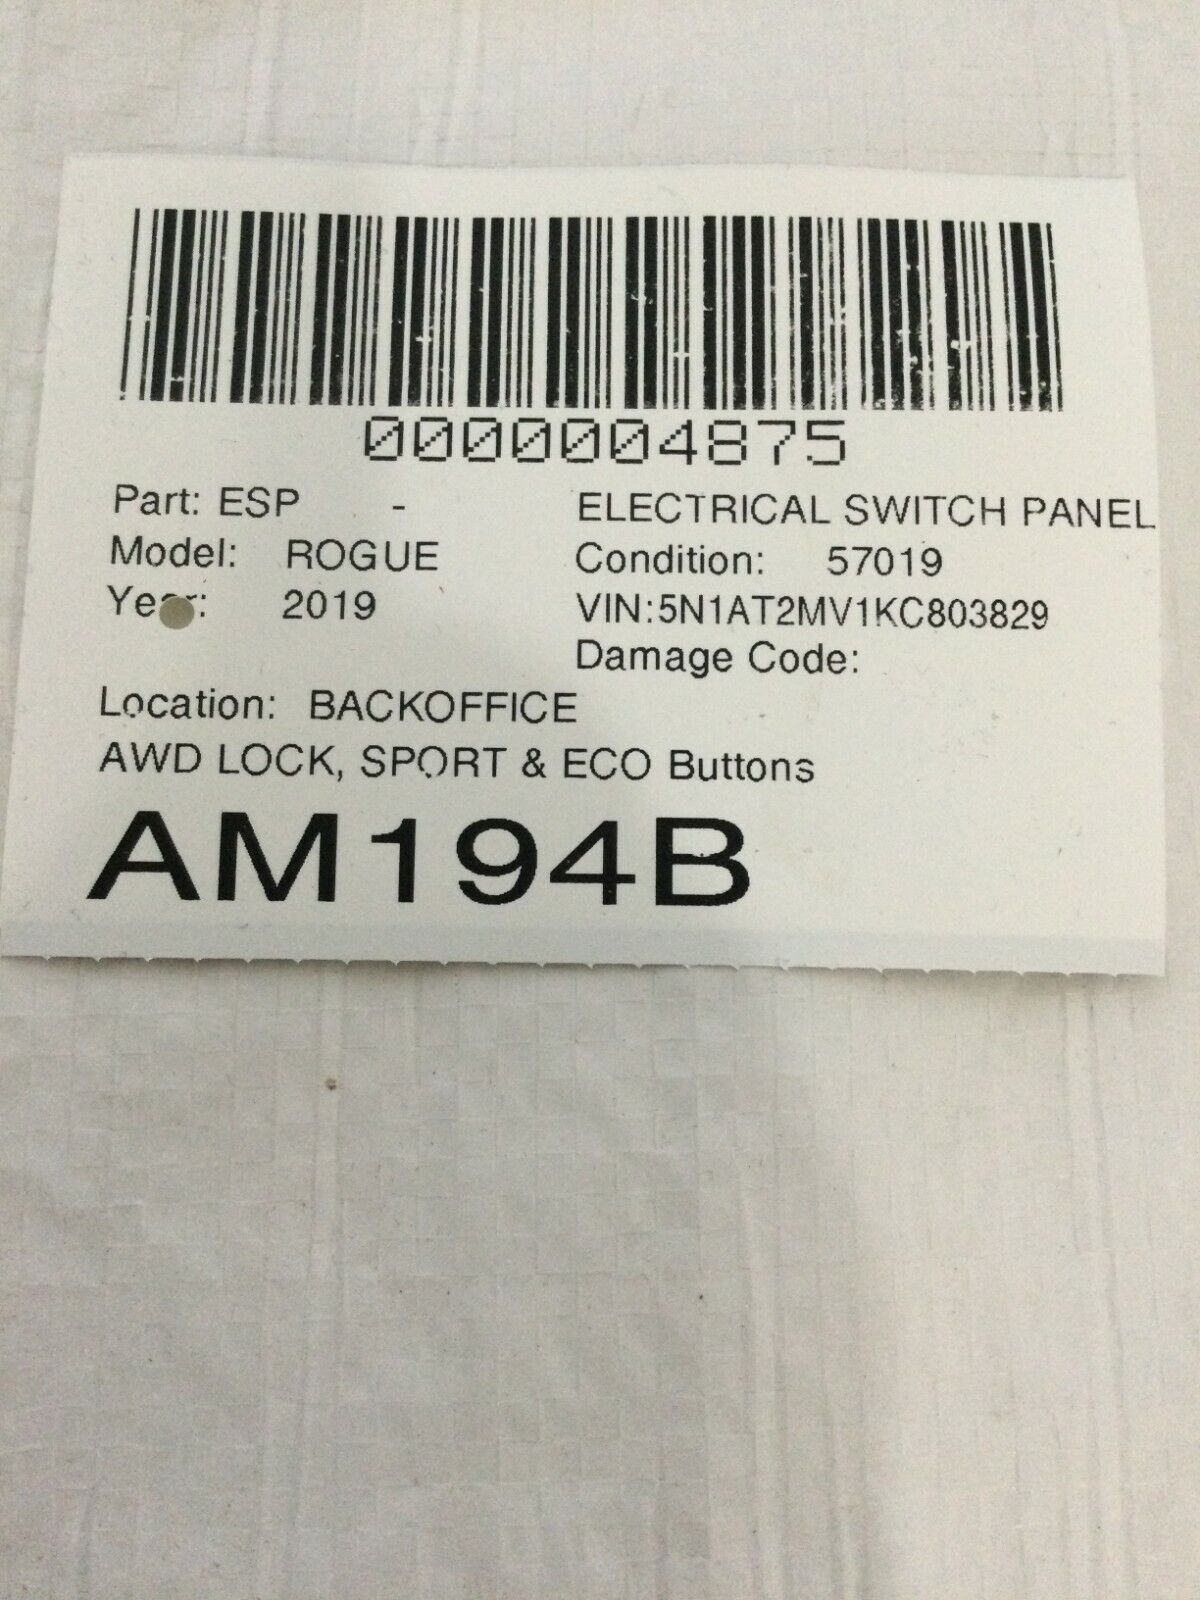 0000004875
Part: ESP - ELECTRICAL SWITCH PANEL
Model: ROGUE Condition: 57019
Year: 2019 VIN:5N1AT2MV1KC803829
Damage Code:
Location: BACKOFFICE
AWD LOCK, SPORT & ECO Buttons
AM194B